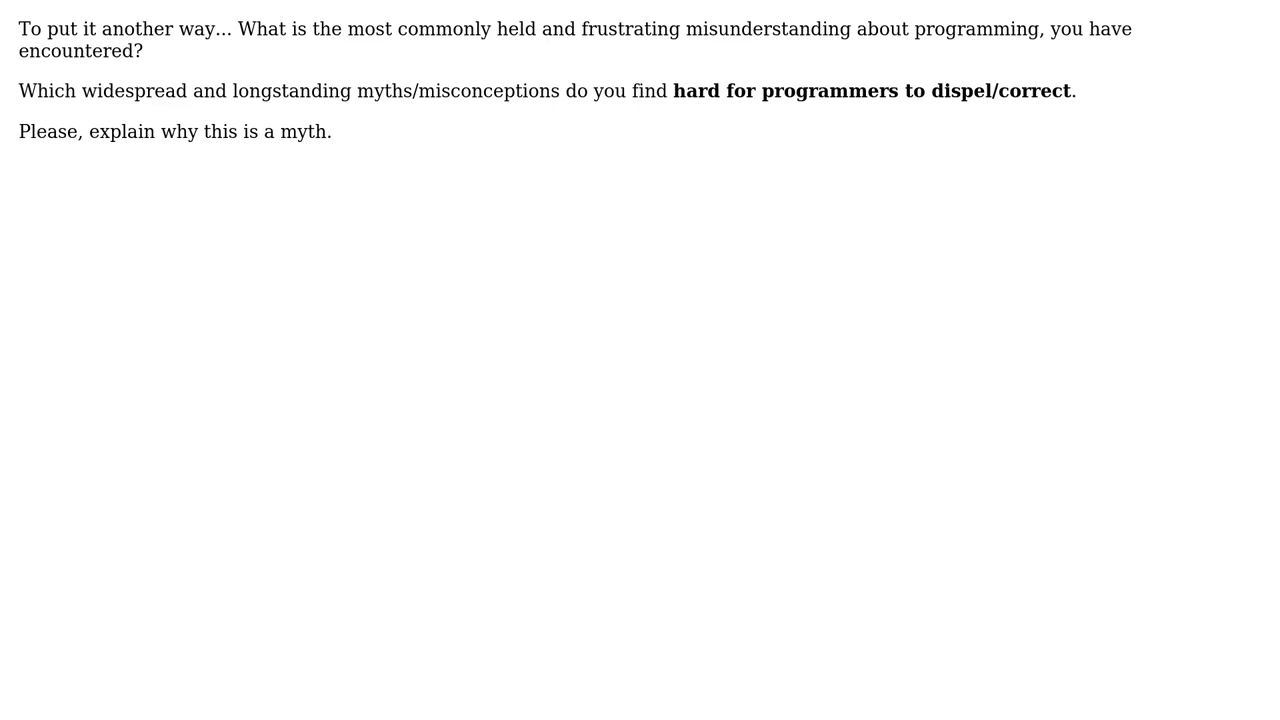 To put it another way... What is the most commonly held and frustrating misunderstanding about programming, you have
encountered?
Which widespread and longstanding myths/misconceptions do you find hard for programmers to dispel/correct.
Please, explain why this is a myth.